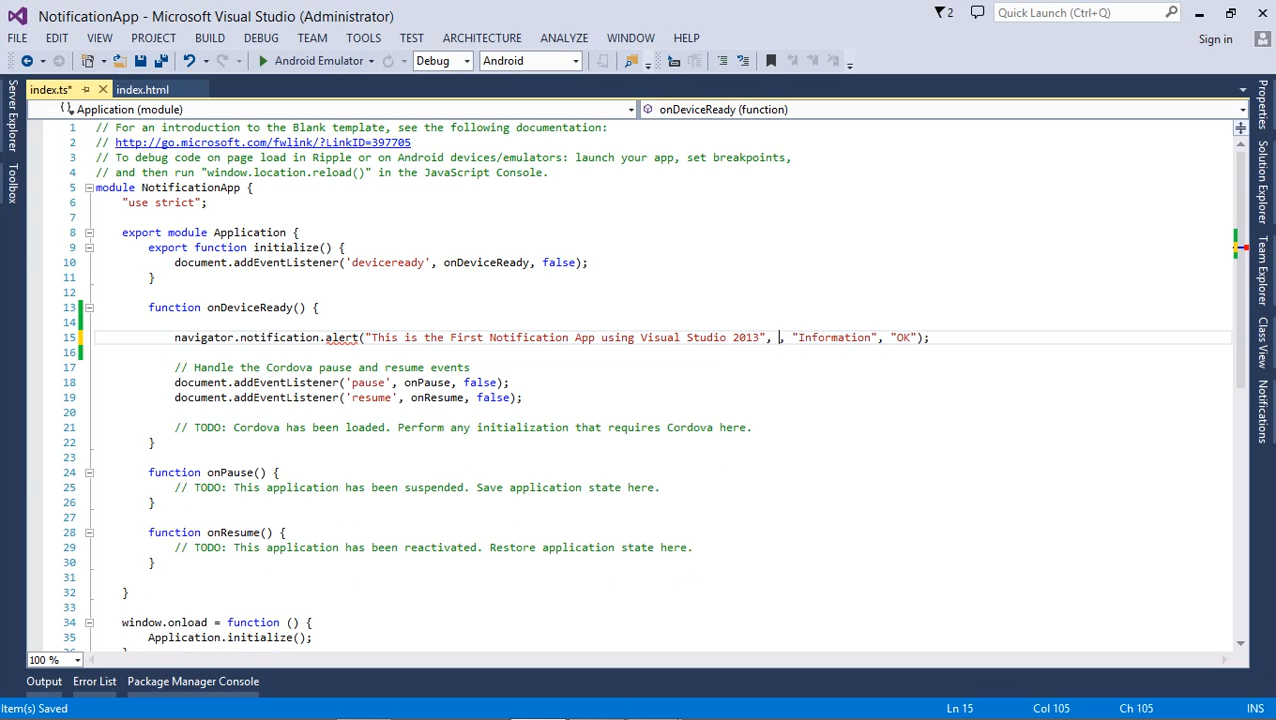 NotificationApp - Microsoft Visual Studio (Administrator)
2
Quick Launch (Ctrl+Q)
FILE EDIT VIEW PROJECT BUILD DEBUG TEAM TOOLS TEST ARCHITECTURE ANALYZE WINDOW HELP
Sign in
Android Emulator Debug Android
index.ts* index.html
Application (module) onDeviceReady (function)
Server Explorer
Toolbox
1 // For an introduction to the Blank template, see the following documentation:
2 // http://go.microsoft.com/fwlink/?LinkID=397705
3 // To debug code on page load in Ripple or on Android devices/emulators: launch your app, set breakpoints,
4 // and then run "window.location.reload()" in the JavaScript Console.
5 module NotificationApp {
6 "use strict";
7
8 export module Application {
9 export function initialize() {
10 document.addEventListener('deviceready', onDeviceReady, false);
11 }
12
13 function onDeviceReady() {
14
15 navigator.notification.alert("This is the First Notification App using Visual Studio 2013", , "Information", "OK");
16
17 // Handle the Cordova pause and resume events
18 document.addEventListener('pause', onPause, false);
19 document.addEventListener('resume', onResume, false);
20
21 // TODO: Cordova has been loaded. Perform any initialization that requires Cordova here.
22 }
23
24 function onPause() {
25 // TODO: This application has been suspended. Save application state here.
26 }
27
28 function onResume() {
29 // TODO: This application has been reactivated. Restore application state here.
30 }
31
32 }
33
34 window.onload = function () {
35 Application.initialize();
Properties
Solution Explorer
Team Explorer
Class View
Notifications
100 %
Output Error List Package Manager Console
Item(s) Saved Ln 15 Col 105 Ch 105 INS